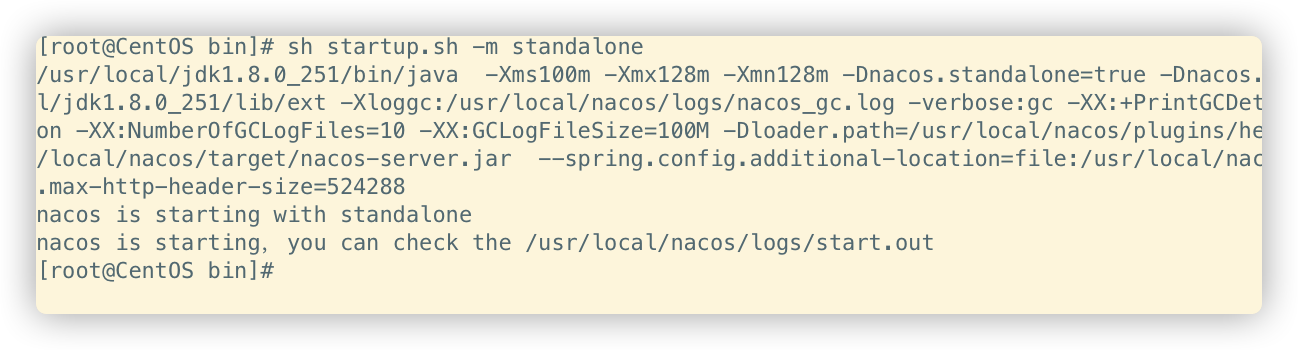 [root@CentOS bin]# sh startup.sh -m standalone
/usr/local/jdk1.8.0_251/bin/java  -Xms100m -Xmx128m -Xmn128m -Dnacos.standalone=true -Dnacos.
l/jdk1.8.0_251/lib/ext -Xloggc:/usr/local/nacos/logs/nacos_gc.log -verbose:gc -XX:+PrintGCDet
on -XX:NumberOfGCLogFiles=10 -XX:GCLogFileSize=100M -Dloader.path=/usr/local/nacos/plugins/he
/local/nacos/target/nacos-server.jar  --spring.config.additional-location=file:/usr/local/nac
.max-http-header-size=524288
nacos is starting with standalone
nacos is starting, you can check the /usr/local/nacos/logs/start.out
[root@CentOS bin]#